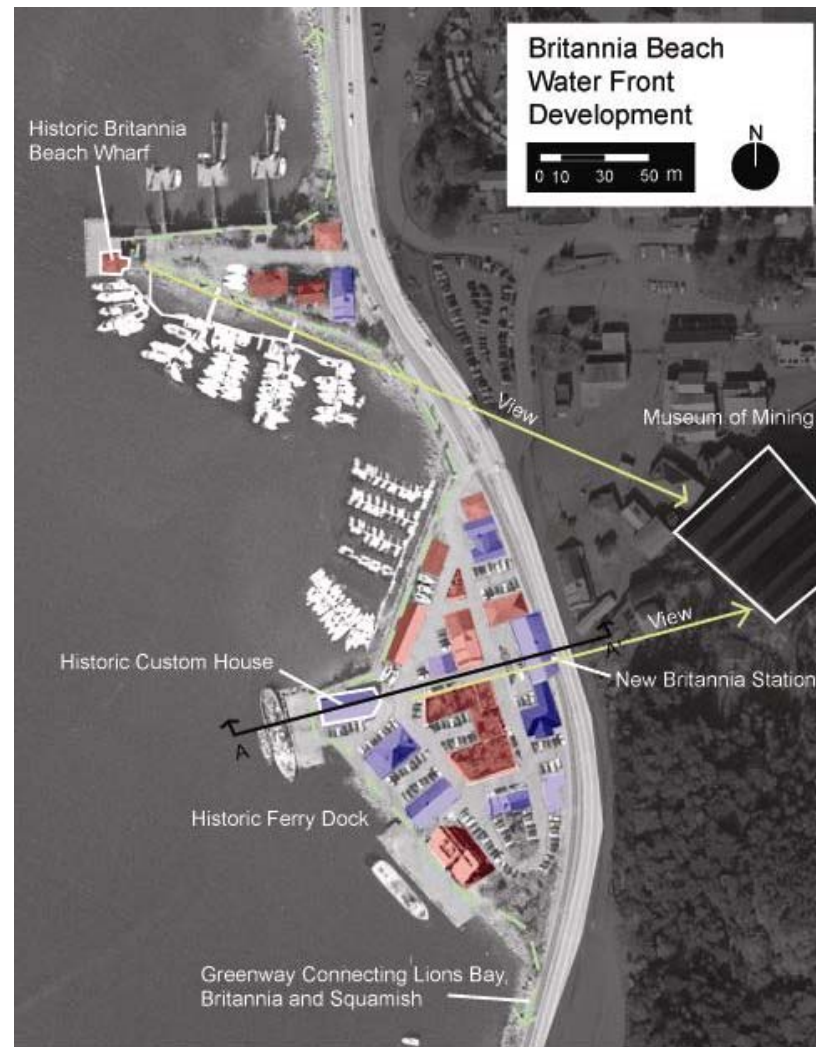 Britannia Beach
Water Front
Development
N
0 10 30 50 m
Historic Britannia
Beach Wharf
View
Museum of Mining
View
A'
Historic Custom House
New Britannia Station
A
Historic Ferry Dock
Greenway Connecting Lions Bay,
Britannia and Squamish